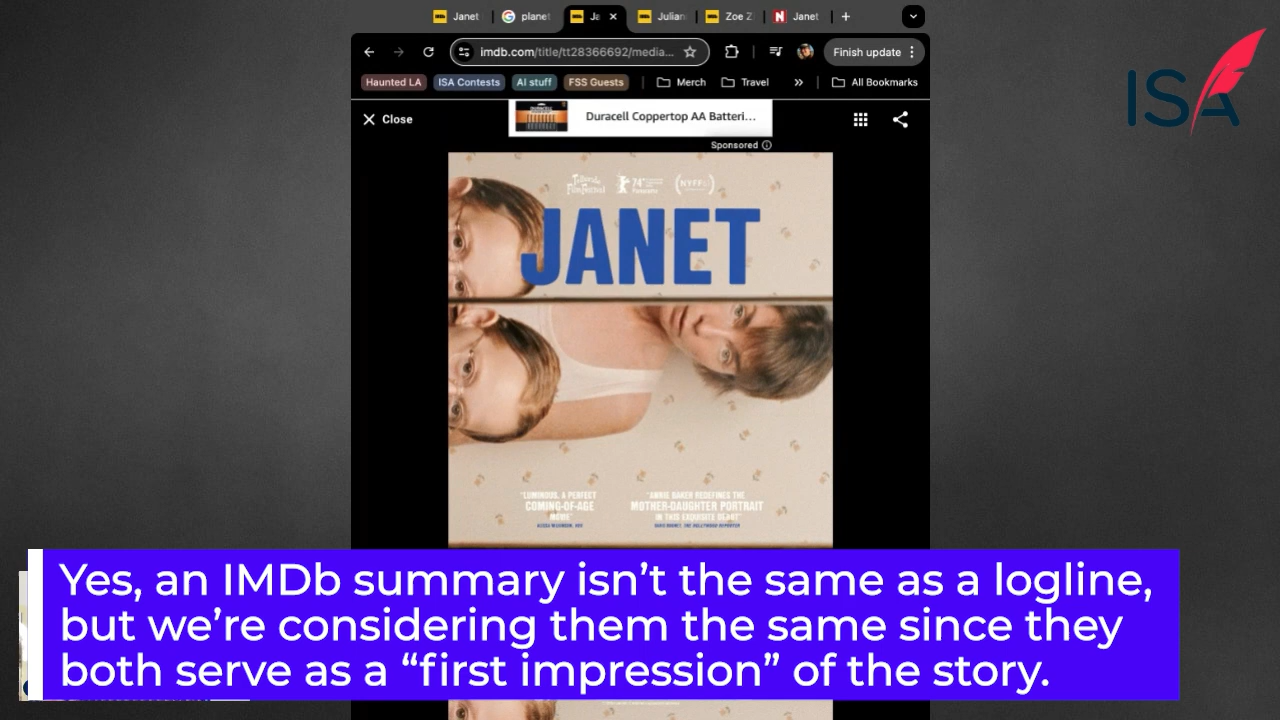 Janet
planet
Ja
Julian
Zoe Z
Janet
imdb.com/title/tt28366692/media...
Finish update
Haunted LA
ISA Contests
AI stuff
FSS Guests
Merch
Travel
All Bookmarks
ISA
Close
Duracell Coppertop AA Batteri...
Sponsored
74
NYFF
JANET
"LUMINOUS. A PERFECT
COMING-OF-AGE
MOVIE"
"ANNIE BAKER REDEFINES THE
MOTHER-DAUGHTER PORTRAIT
IN THIS EXQUISITE DEBUT"
Yes, an IMDb summary isn't the same as a logline,
but we're considering them the same since they
both serve as a “first impression” of the story.